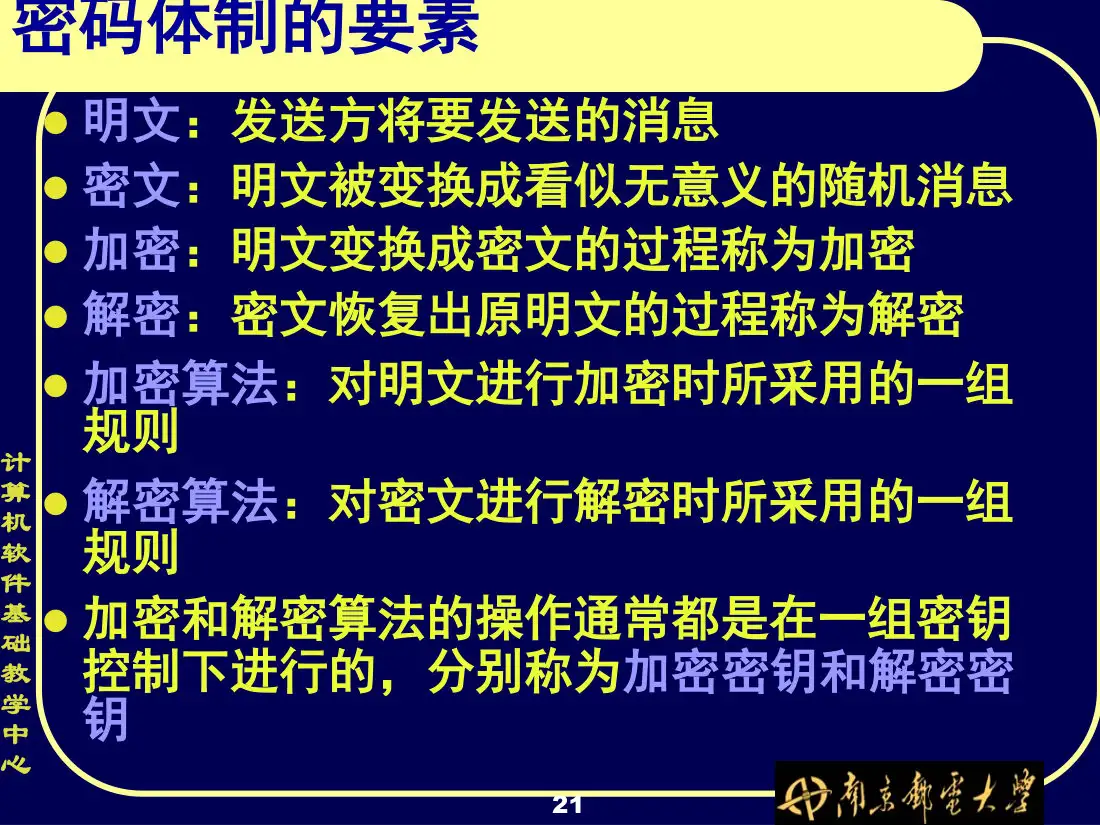 密码体制的要素
明文：发送方将要发送的消息
密文：明文被变换成看似无意义的随机消息
加密：明文变换成密文的过程称为加密
解密：密文恢复出原明文的过程称为解密
加密算法：对明文进行加密时所采用的一组
规则
解密算法：对密文进行解密时所采用的一组
规则
加密和解密算法的操作通常都是在一组密钥
控制下进行的，分别称为加密密钥和解密密
钥
计算机软件基础教学中心
21
南京邮電大学